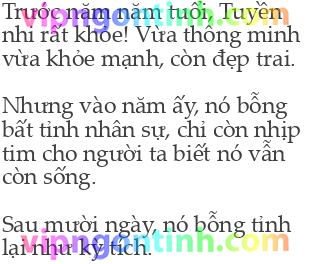 Trước năm năm tuổi, Tuyền
nhi rất khỏe! Vừa thông minh
vừa khỏe mạnh, còn đẹp trai.
Nhưng vào năm ấy, nó bỗng
bất tỉnh nhân sự, chỉ còn nhịp
tim cho người ta biết nó vẫn
còn sống.
Sau mười ngày, nó bỗng tỉnh
lại như kỳ tích.
vipngontinh.com
vipngontinh.com